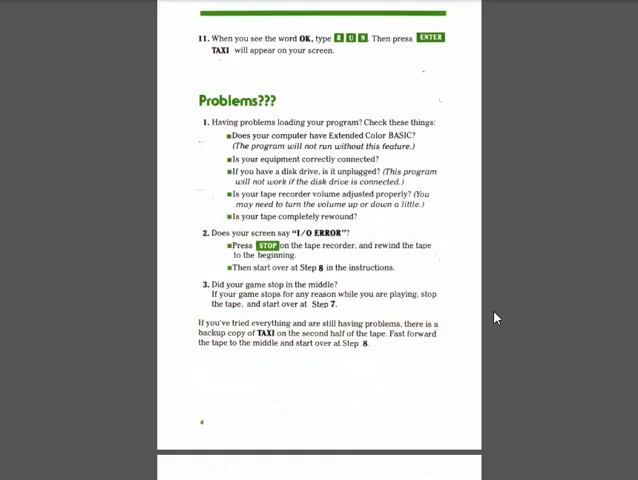 11. When you see the word OK, type R U N. Then press ENTER
TAXI will appear on your screen.
Problems???
1. Having problems loading your program? Check these things:
■Does your computer have Extended Color BASIC?
(The program will not run without this feature.)
■Is your equipment correctly connected?
■If you have a disk drive, is it unplugged? (This program
will not work if the disk drive is connected.)
■Is your tape recorder volume adjusted properly? (You
may need to turn the volume up or down a little.)
■Is your tape completely rewound?
2. Does your screen say "I/O ERROR"?
■Press STOP on the tape recorder, and rewind the tape
to the beginning.
■Then start over at Step 8 in the instructions.
3. Did your game stop in the middle?
If your game stops for any reason while you are playing, stop
the tape, and start over at Step 7.
If you've tried everything and are still having problems, there is a
backup copy of TAXI on the second half of the tape. Fast forward
the tape to the middle and start over at Step 8.
4